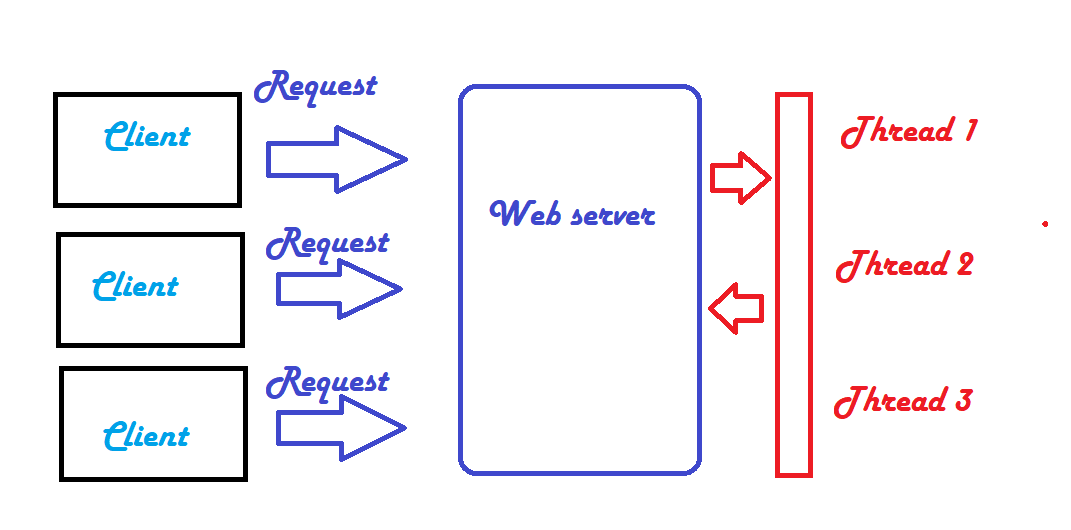 Request
Client
Thread 1
Web server
Request
Client
Thread 2
Request
Client
Thread 3